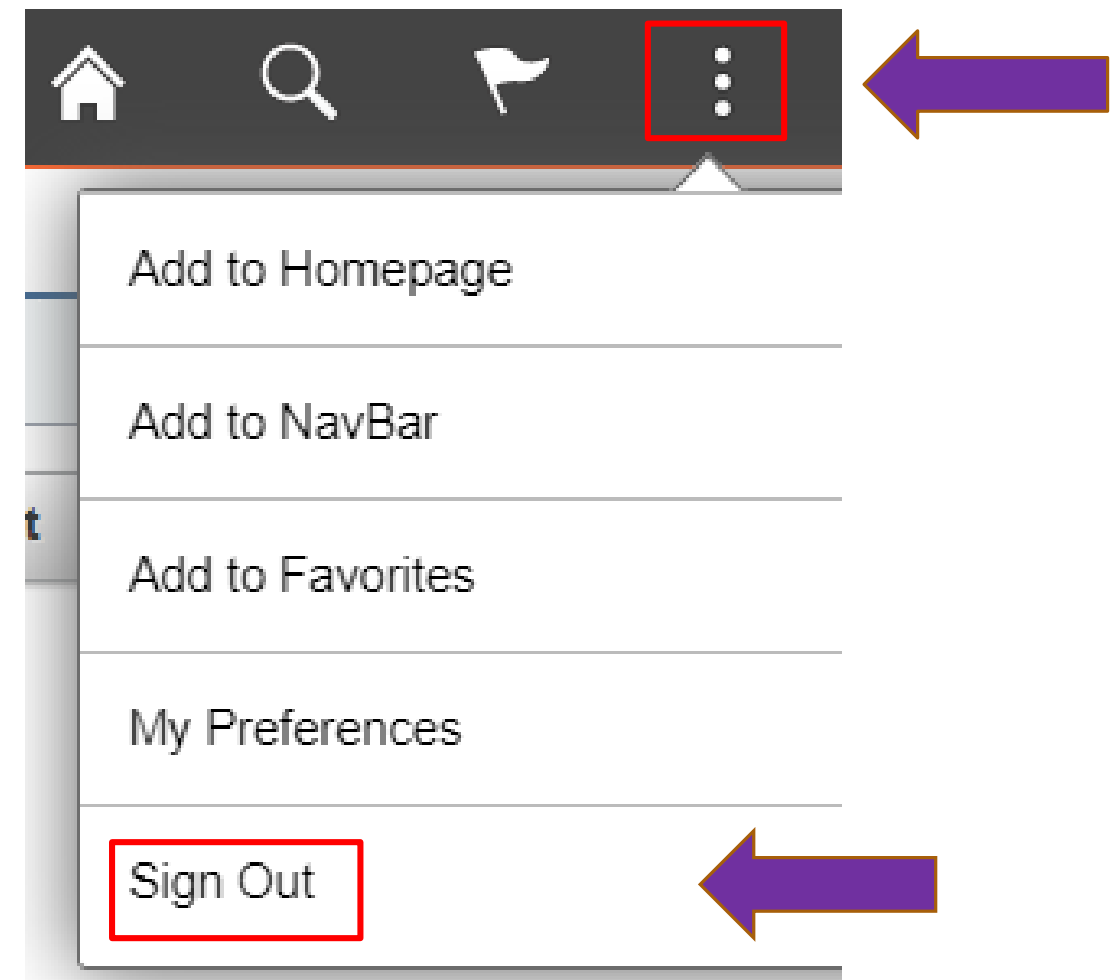 Add to Homepage
Add to NavBar
t
Add to Favorites
My Preferences
Sign Out